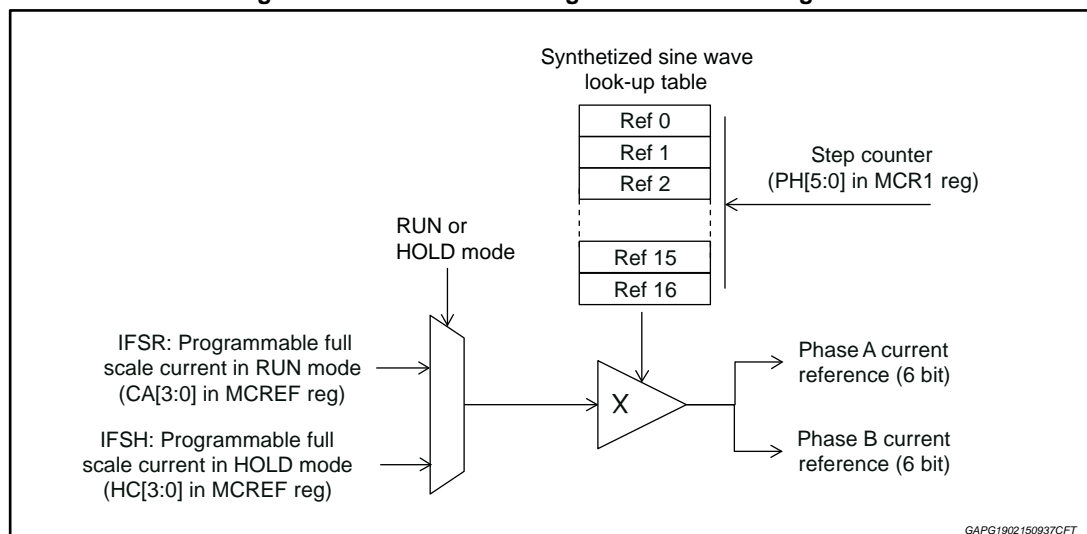 Synthetized sine wave
look-up table
Ref 0
Ref 1
Ref 2
Ref 15
Ref 16
Step counter
(PH[5:0] in MCR1 reg)
RUN or
HOLD mode
IFSR: Programmable full
scale current in RUN mode
(CA[3:0] in MCREF reg)
IFSH: Programmable full
scale current in HOLD mode
(HC[3:0] in MCREF reg)
X
Phase A current
reference (6 bit)
Phase B current
reference (6 bit)
GAPG1902150937CFT